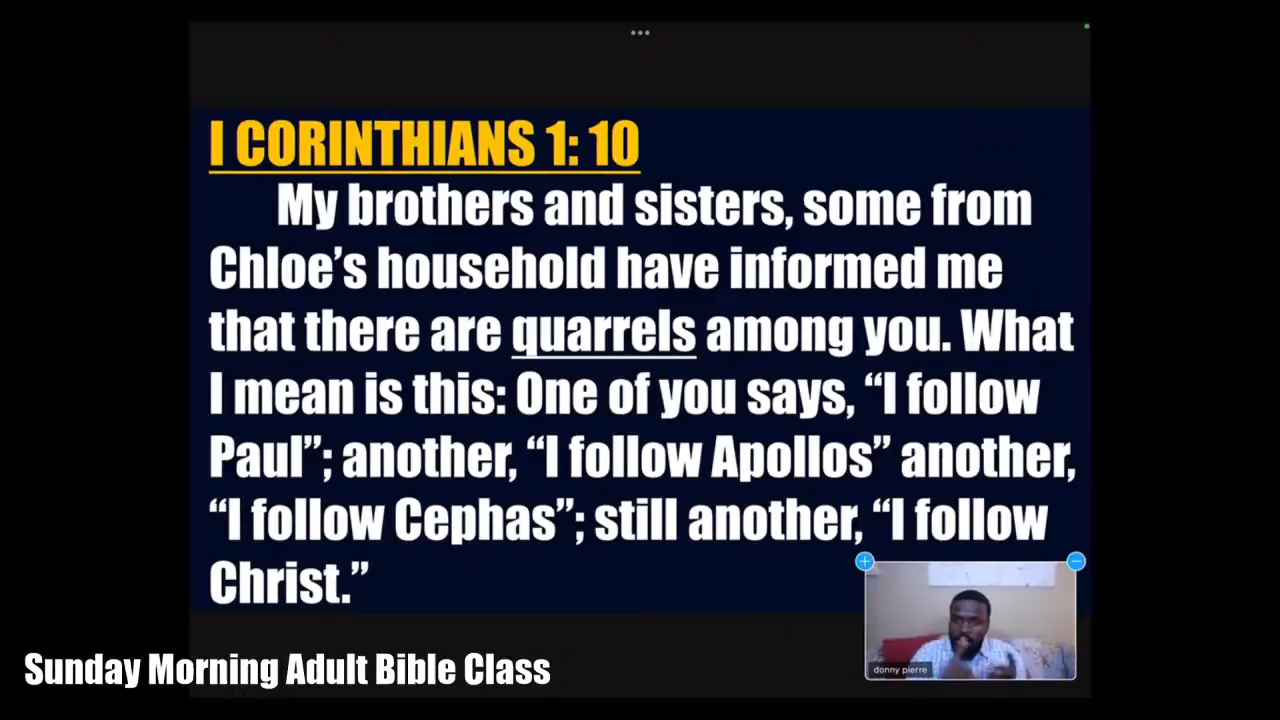 I CORINTHIANS 1: 10
My brothers and sisters, some from
Chloe’s household have informed me
that there are quarrels among you. What
I mean is this: One of you says, “I follow
Paul”; another, “I follow Apollos” another,
“I follow Cephas”; still another, “I follow
Christ.”
donny pierre
Sunday Morning Adult Bible Class